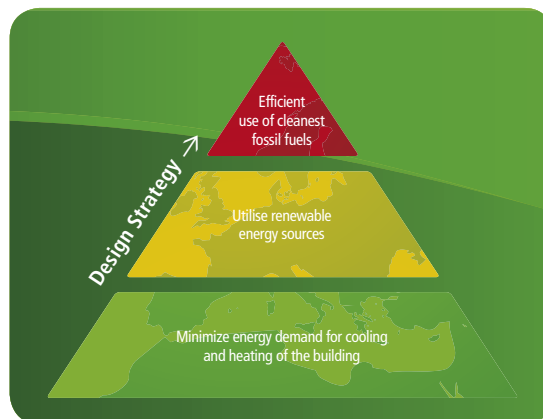 Efficient
use of cleanest
fossil fuels
Design Strategy
Utilise renewable
energy sources
Minimize energy demand for cooling
and heating of the building